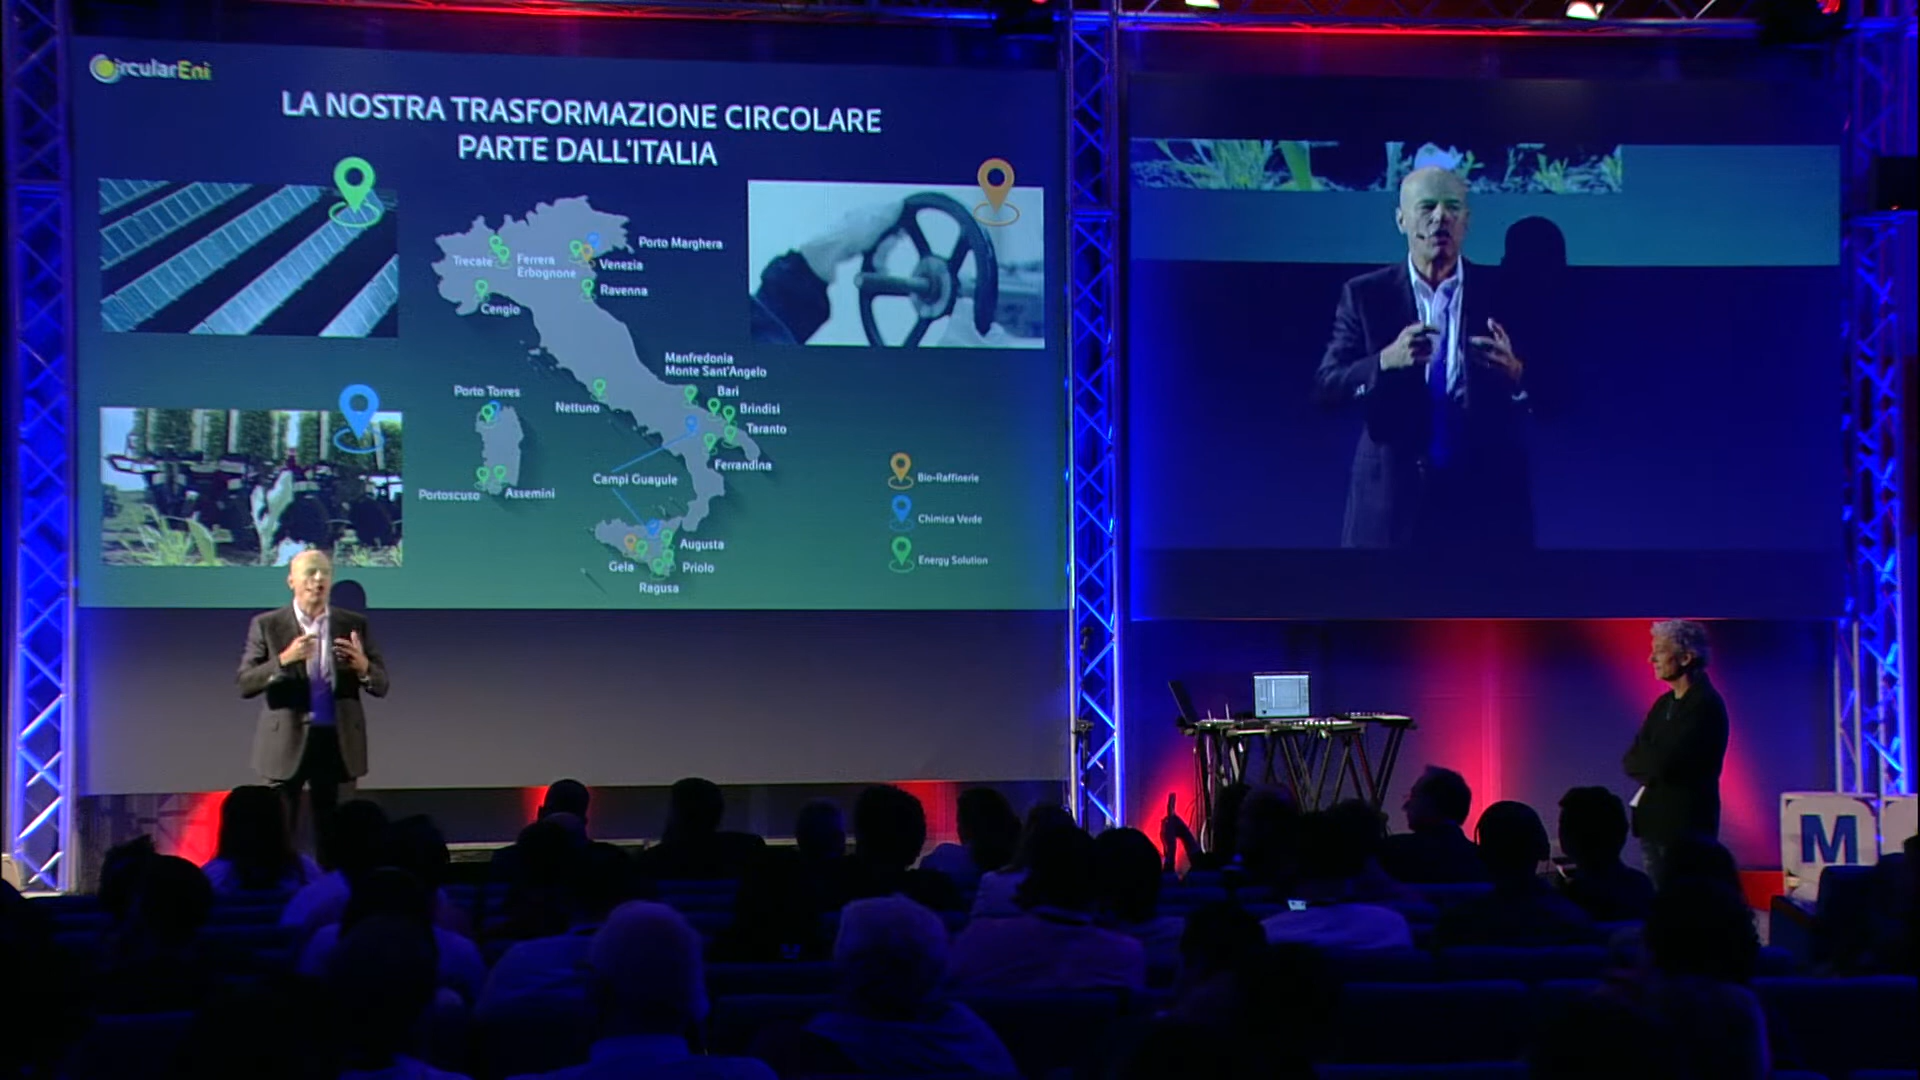 CircularEni
LA NOSTRA TRASFORMAZIONE CIRCOLARE
PARTE DALL'ITALIA
Porto Marghera
Trecate
Ferrera
Erbognone
Venezia
Ravenna
Cengio
Manfredonia
Monte Sant'Angelo
Porto Torres
Bari
Nettuno
Brindisi
Taranto
Ferrandina
Campi Guayule
Portoscuso
Assemini
Bio-Raffinerie
Chimica Verde
Energy Solution
Augusta
Gela
Priolo
Ragusa
M